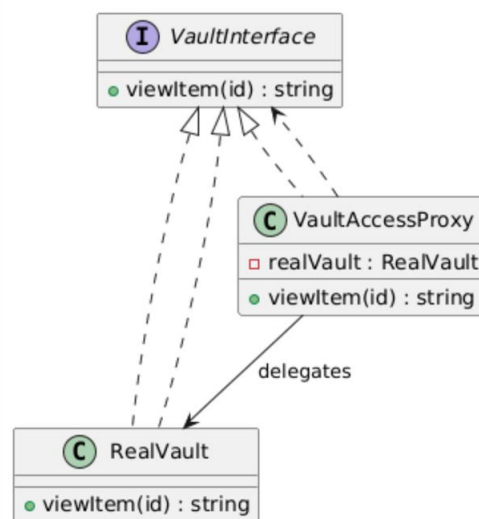 I VaultInterface
viewItem(id) : string
C VaultAccessProxy
realVault : RealVault
viewItem(id) : string
delegates
C RealVault
viewItem(id) : string